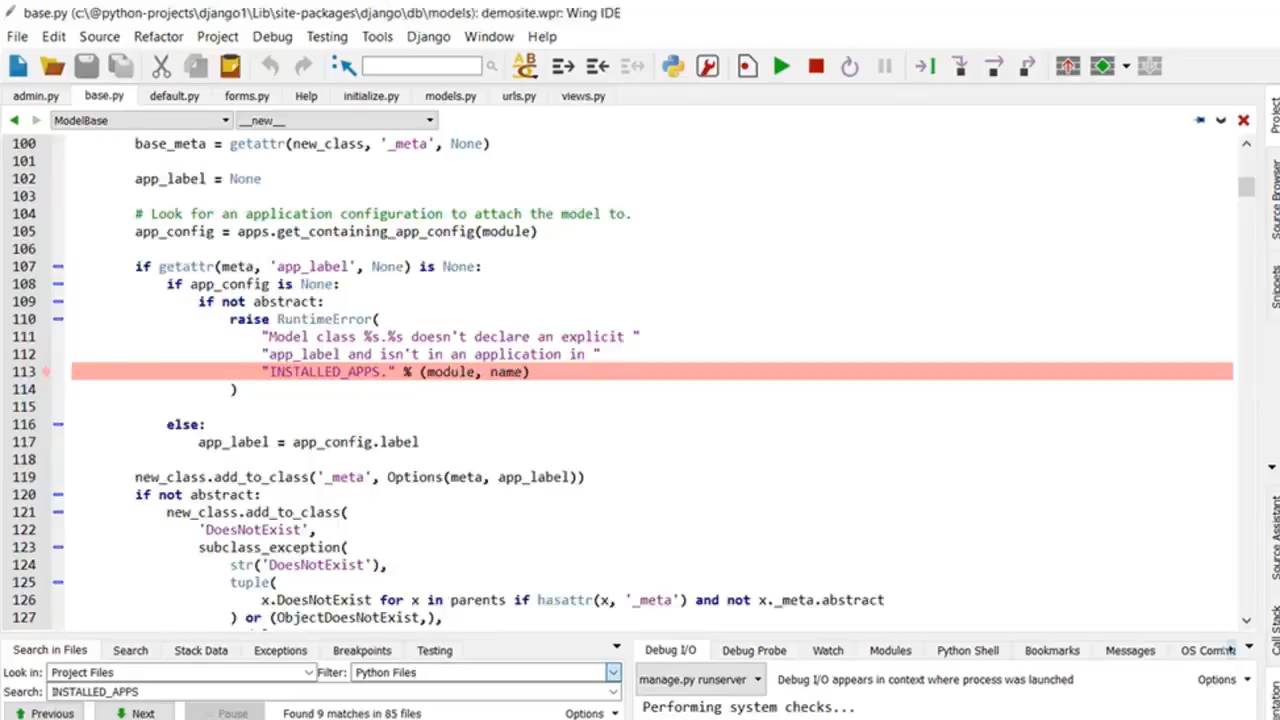 base.py (c:\@python-projects\django1\Lib\site-packages\django\db\models): demosite.wpr: Wing IDE
File Edit Source Refactor Project Debug Testing Tools Django Window Help
admin.py base.py default.py forms.py Help initialize.py models.py urls.py views.py
ModelBase __new__
100 base_meta = getattr(new_class, '_meta', None)
101
102 app_label = None
103
104 # Look for an application configuration to attach the model to.
105 app_config = apps.get_containing_app_config(module)
106
107 if getattr(meta, 'app_label', None) is None:
108 if app_config is None:
109 if not abstract:
110 raise RuntimeError(
111 "Model class %s.%s doesn't declare an explicit "
112 "app_label and isn't in an application in "
113 "INSTALLED_APPS." % (module, name)
114 )
115
116 else:
117 app_label = app_config.label
118
119 new_class.add_to_class('_meta', Options(meta, app_label))
120 if not abstract:
121 new_class.add_to_class(
122 'DoesNotExist',
123 subclass_exception(
124 str('DoesNotExist'),
125 tuple(
126 x.DoesNotExist for x in parents if hasattr(x, '_meta') and not x._meta.abstract
127 ) or (ObjectDoesNotExist,),
Project
Source Browser
Snippets
Source Assistant
Call Stack
Search in Files Search Stack Data Exceptions Breakpoints Testing
Look in: Project Files Filter: Python Files
Search: INSTALLED_APPS
Previous Next Pause Found 9 matches in 85 files Options
Debug I/O Debug Probe Watch Modules Python Shell Bookmarks Messages OS Comm
manage.py runserver Debug I/O appears in context where process was launched Options
Performing system checks...